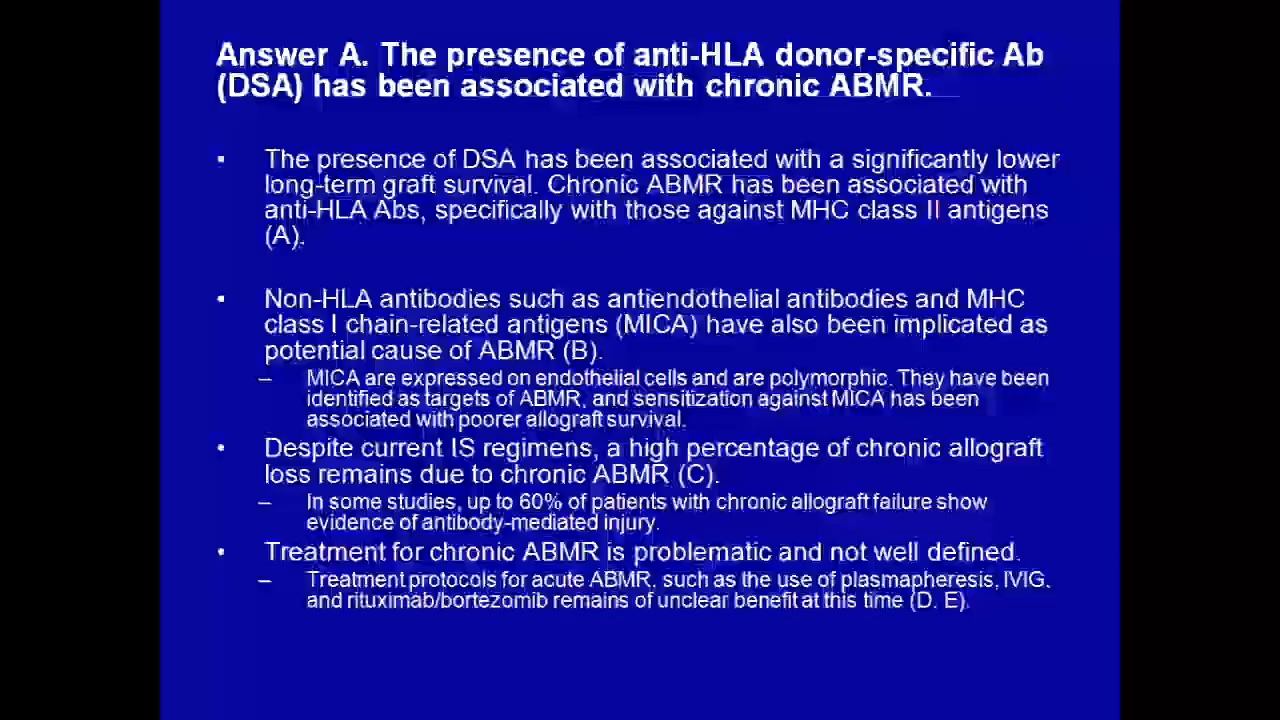 Answer A. The presence of anti-HLA donor-specific Ab
(DSA) has been associated with chronic ABMR.
• The presence of DSA has been associated with a significantly lower
long-term graft survival. Chronic ABMR has been associated with
anti-HLA Abs, specifically with those against MHC class II antigens
(A).
• Non-HLA antibodies such as antiendothelial antibodies and MHC
class I chain-related antigens (MICA) have also been implicated as
potential cause of ABMR (B).
– MICA are expressed on endothelial cells and are polymorphic. They have been
identified as targets of ABMR, and sensitization against MICA has been
associated with poorer allograft survival.
• Despite current IS regimens, a high percentage of chronic allograft
loss remains due to chronic ABMR (C).
– In some studies, up to 60% of patients with chronic allograft failure show
evidence of antibody-mediated injury.
• Treatment for chronic ABMR is problematic and not well defined.
– Treatment protocols for acute ABMR, such as the use of plasmapheresis, IVIG,
and rituximab/bortezomib remains of unclear benefit at this time (D, E).